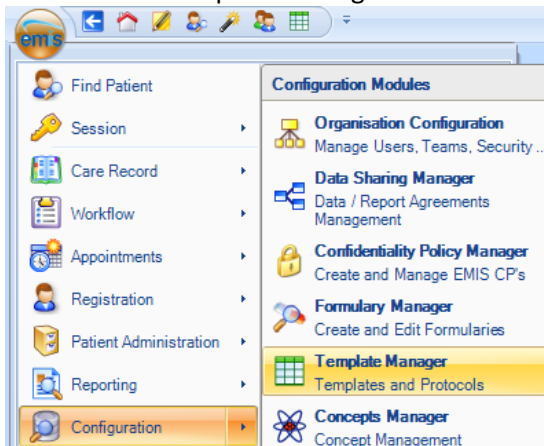 emis
Find Patient
Session
Care Record
Workflow
Appointments
Registration
Patient Administration
Reporting
Configuration
Configuration Modules
Organisation Configuration
Manage Users, Teams, Security ...
Data Sharing Manager
Data / Report Agreements
Management
Confidentiality Policy Manager
Create and Manage EMIS CP's
Formulary Manager
Create and Edit Formularies
Template Manager
Templates and Protocols
Concepts Manager
Concept Management